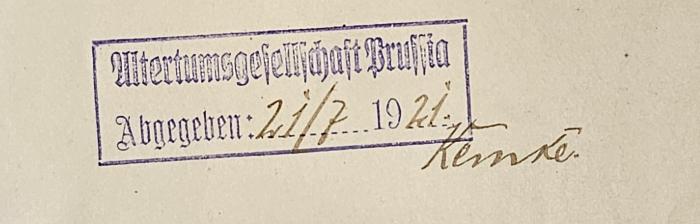 Altertumsgesellschaft Prussia
Abgegeben: 21/7 1921.
Kemke.